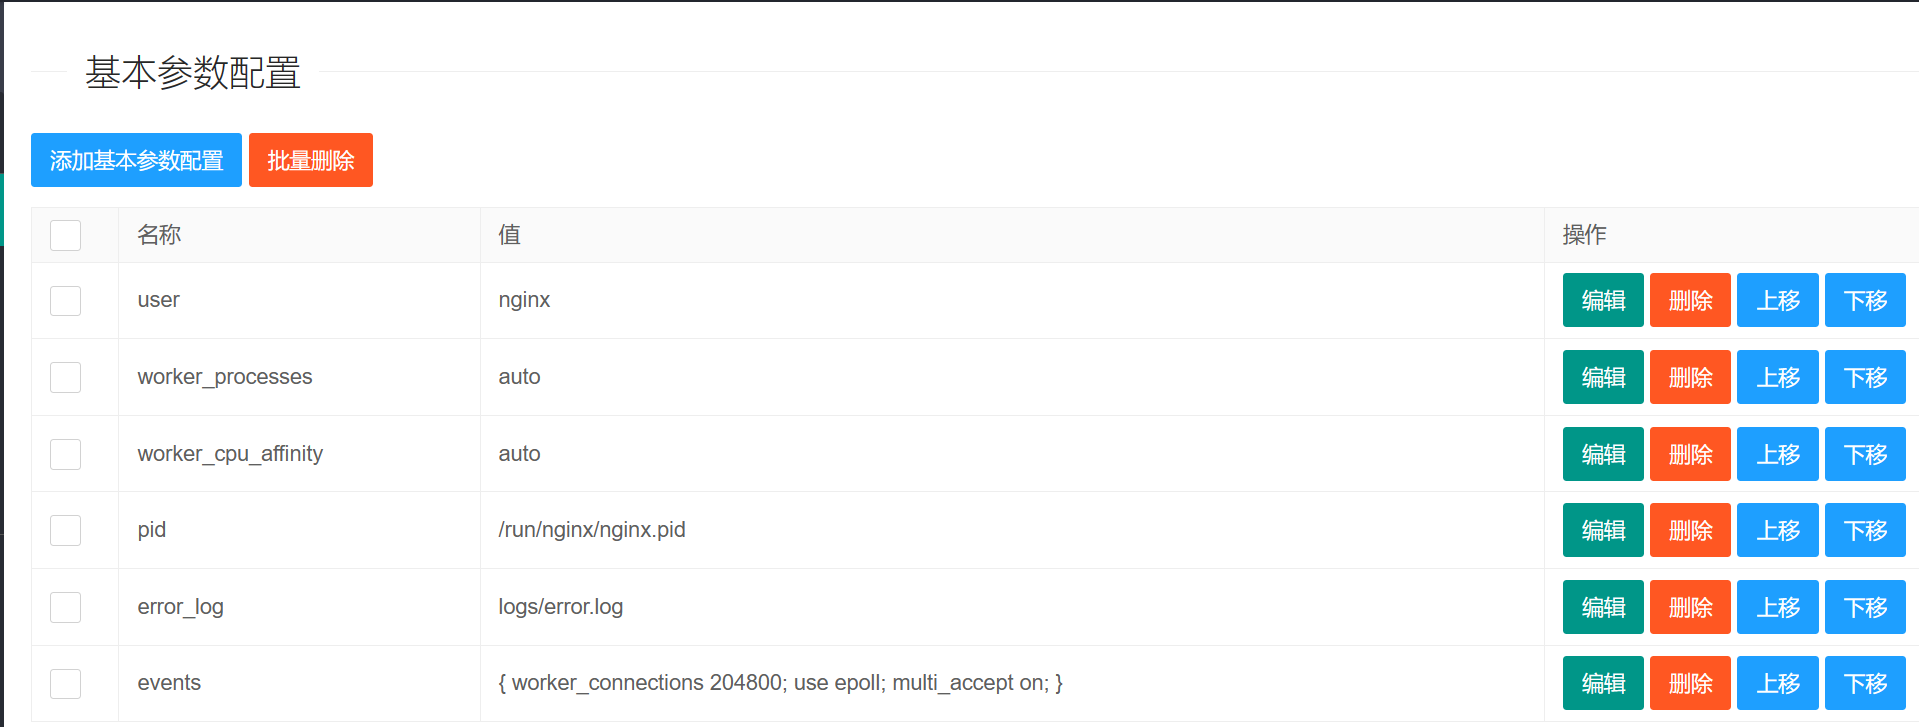 基本参数配置
添加基本参数配置 批量删除
名称 值 操作
user nginx 编辑 删除 上移 下移
worker_processes auto 编辑 删除 上移 下移
worker_cpu_affinity auto 编辑 删除 上移 下移
pid /run/nginx/nginx.pid 编辑 删除 上移 下移
error_log logs/error.log 编辑 删除 上移 下移
events { worker_connections 204800; use epoll; multi_accept on; } 编辑 删除 上移 下移